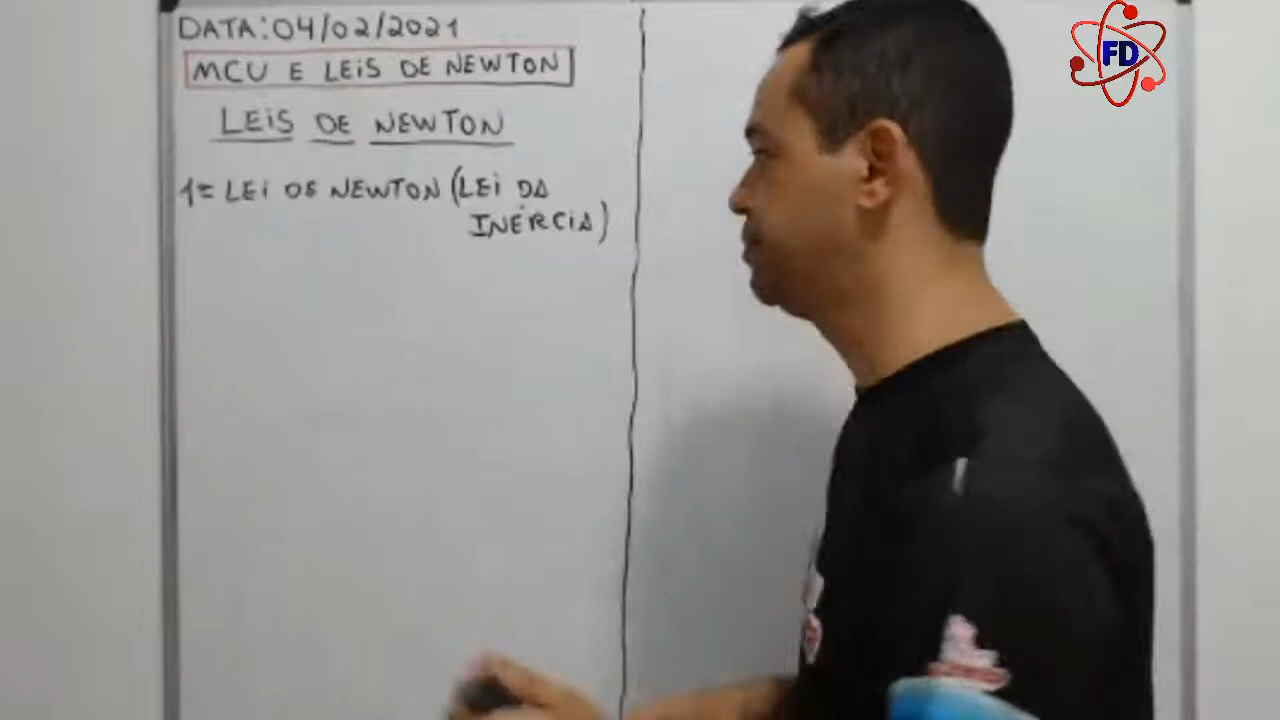 DATA:04/02/2021
MCU E LEIS DE NEWTON
LEIS DE NEWTON
1ª LEI DE NEWTON (LEI DA
INÉRCIA)
FD